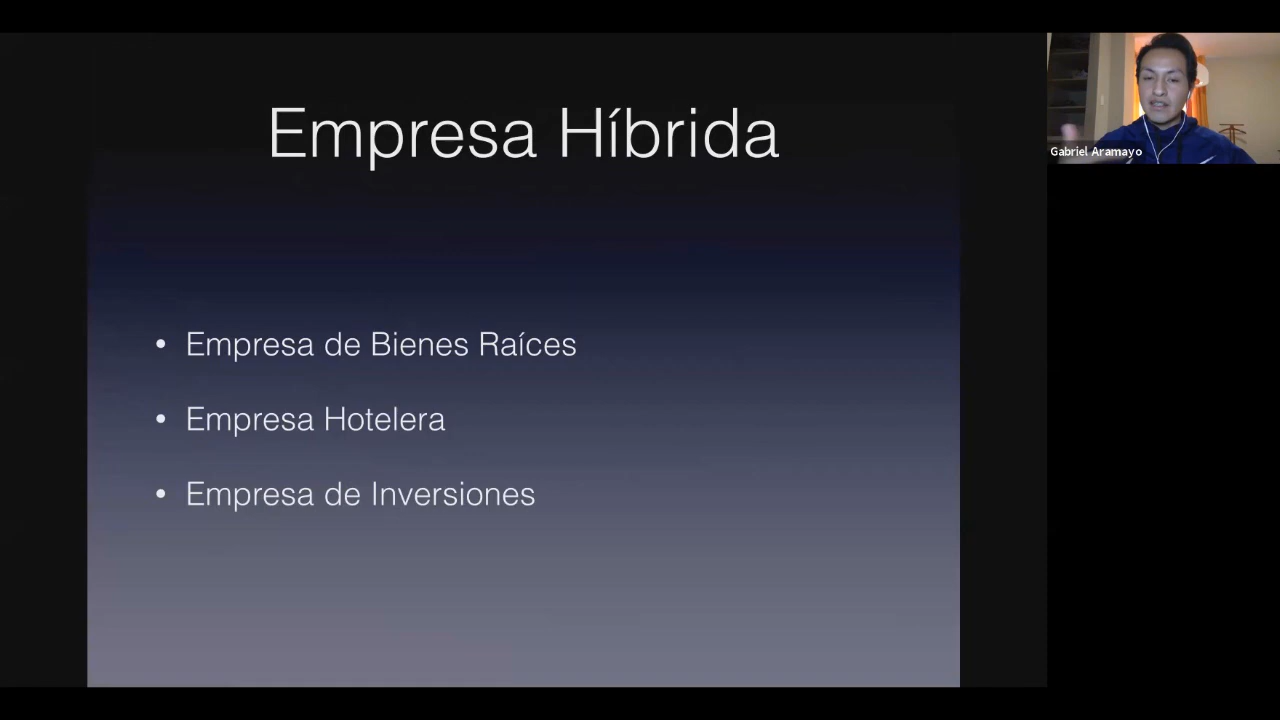 Empresa Híbrida
• Empresa de Bienes Raíces
• Empresa Hotelera
• Empresa de Inversiones
Gabriel Aramayo